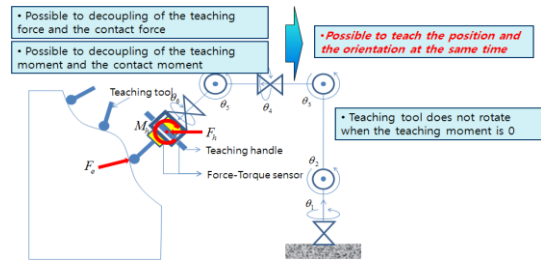 • Possible to decoupling of the teaching
force and the contact force
• Possible to decoupling of the teaching
moment and the contact moment
•Possible to teach the position and
the orientation at the same time
Teaching tool
θ₆
θ₅
θ₄
θ₃
• Teaching tool does not rotate
when the teaching moment is 0
Fₕ
Teaching handle
θ₂
Force-Torque sensor
θ₁